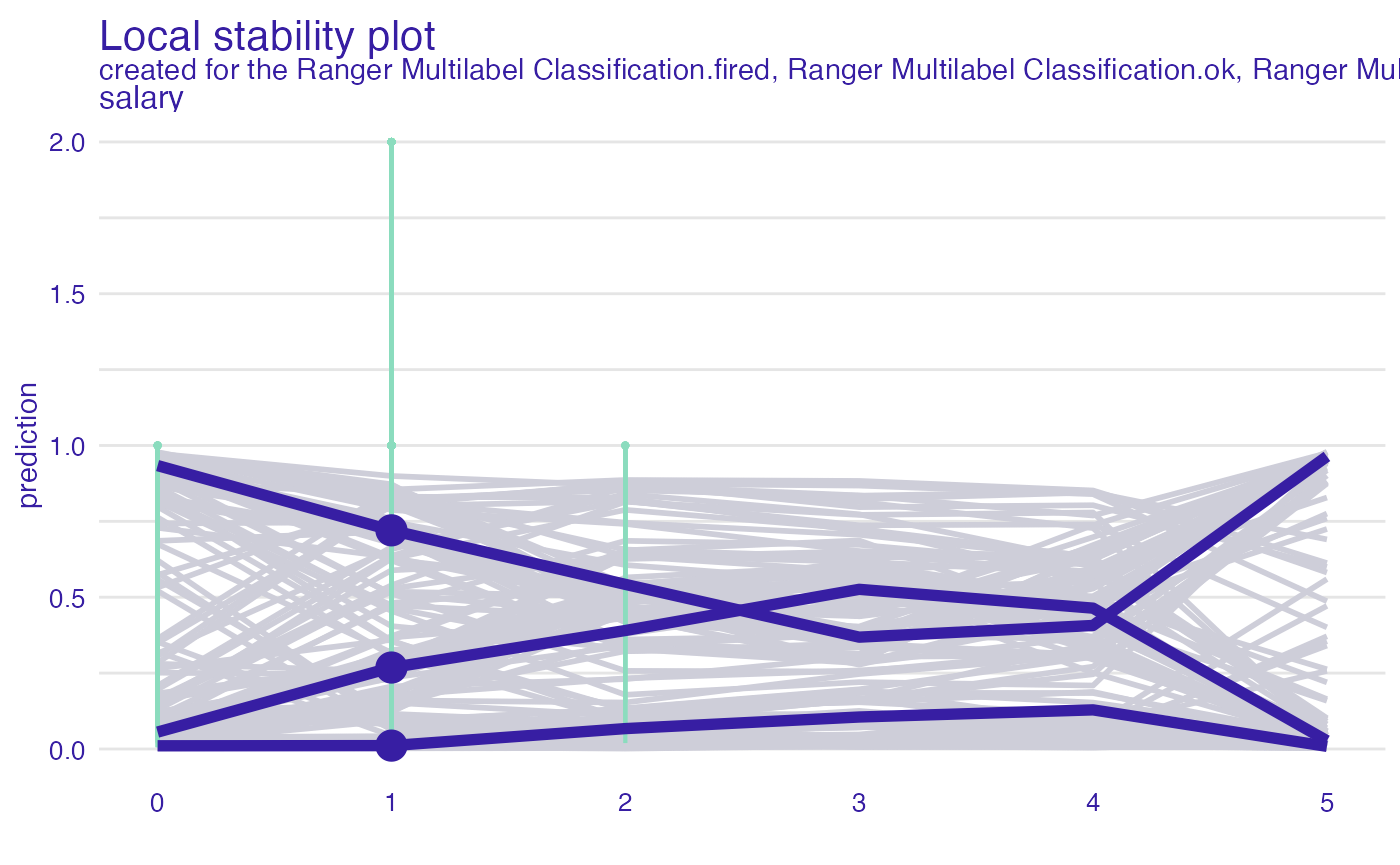 Local stability plot
created for the Ranger Multilabel Classification.fired, Ranger Multilabel Classification.ok, Ranger Mul
salary
2.0
1.5
1.0
0.5
0.0
prediction
0 1 2 3 4 5